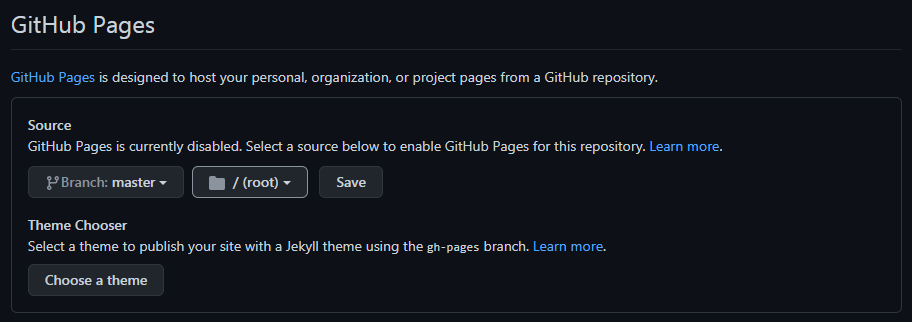 GitHub Pages
GitHub Pages is designed to host your personal, organization, or project pages from a GitHub repository.
Source
GitHub Pages is currently disabled. Select a source below to enable GitHub Pages for this repository. Learn more.
Branch: master / (root) Save
Theme Chooser
Select a theme to publish your site with a Jekyll theme using the gh-pages branch. Learn more.
Choose a theme